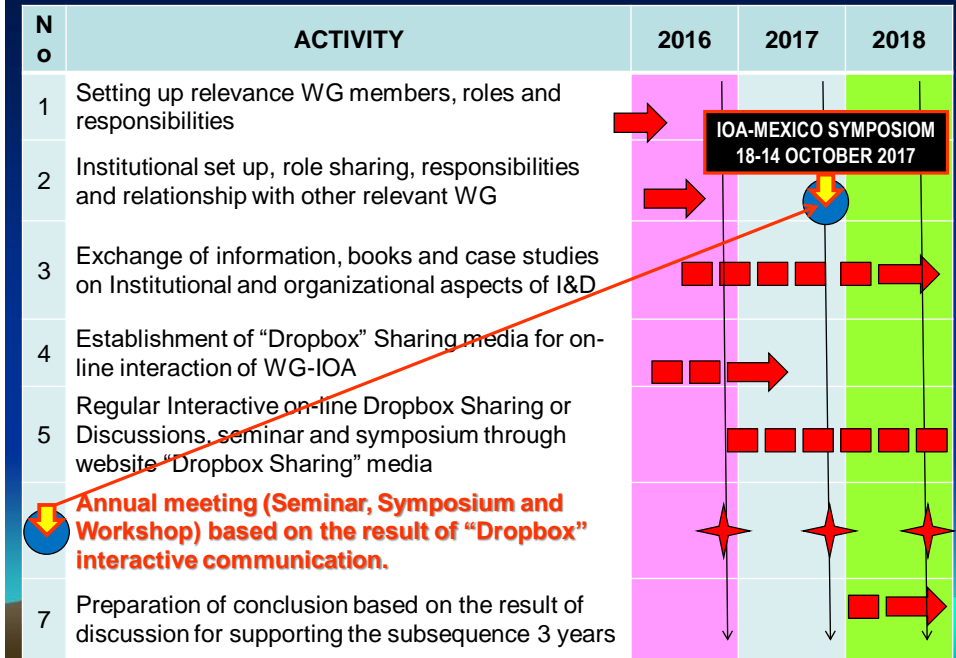 No ACTIVITY 2016 2017 2018
1 Setting up relevance WG members, roles and
responsibilities
IOA-MEXICO SYMPOSIOM
18-14 OCTOBER 2017
2 Institutional set up, role sharing, responsibilities
and relationship with other relevant WG
3 Exchange of information, books and case studies
on Institutional and organizational aspects of I&D
4 Establishment of “Dropbox” Sharing media for on-
line interaction of WG-IOA
5 Regular Interactive on-line Dropbox Sharing or
Discussions, seminar and symposium through
website “Dropbox Sharing” media
Annual meeting (Seminar, Symposium and
Workshop) based on the result of “Dropbox”
interactive communication.
7 Preparation of conclusion based on the result of
discussion for supporting the subsequence 3 years